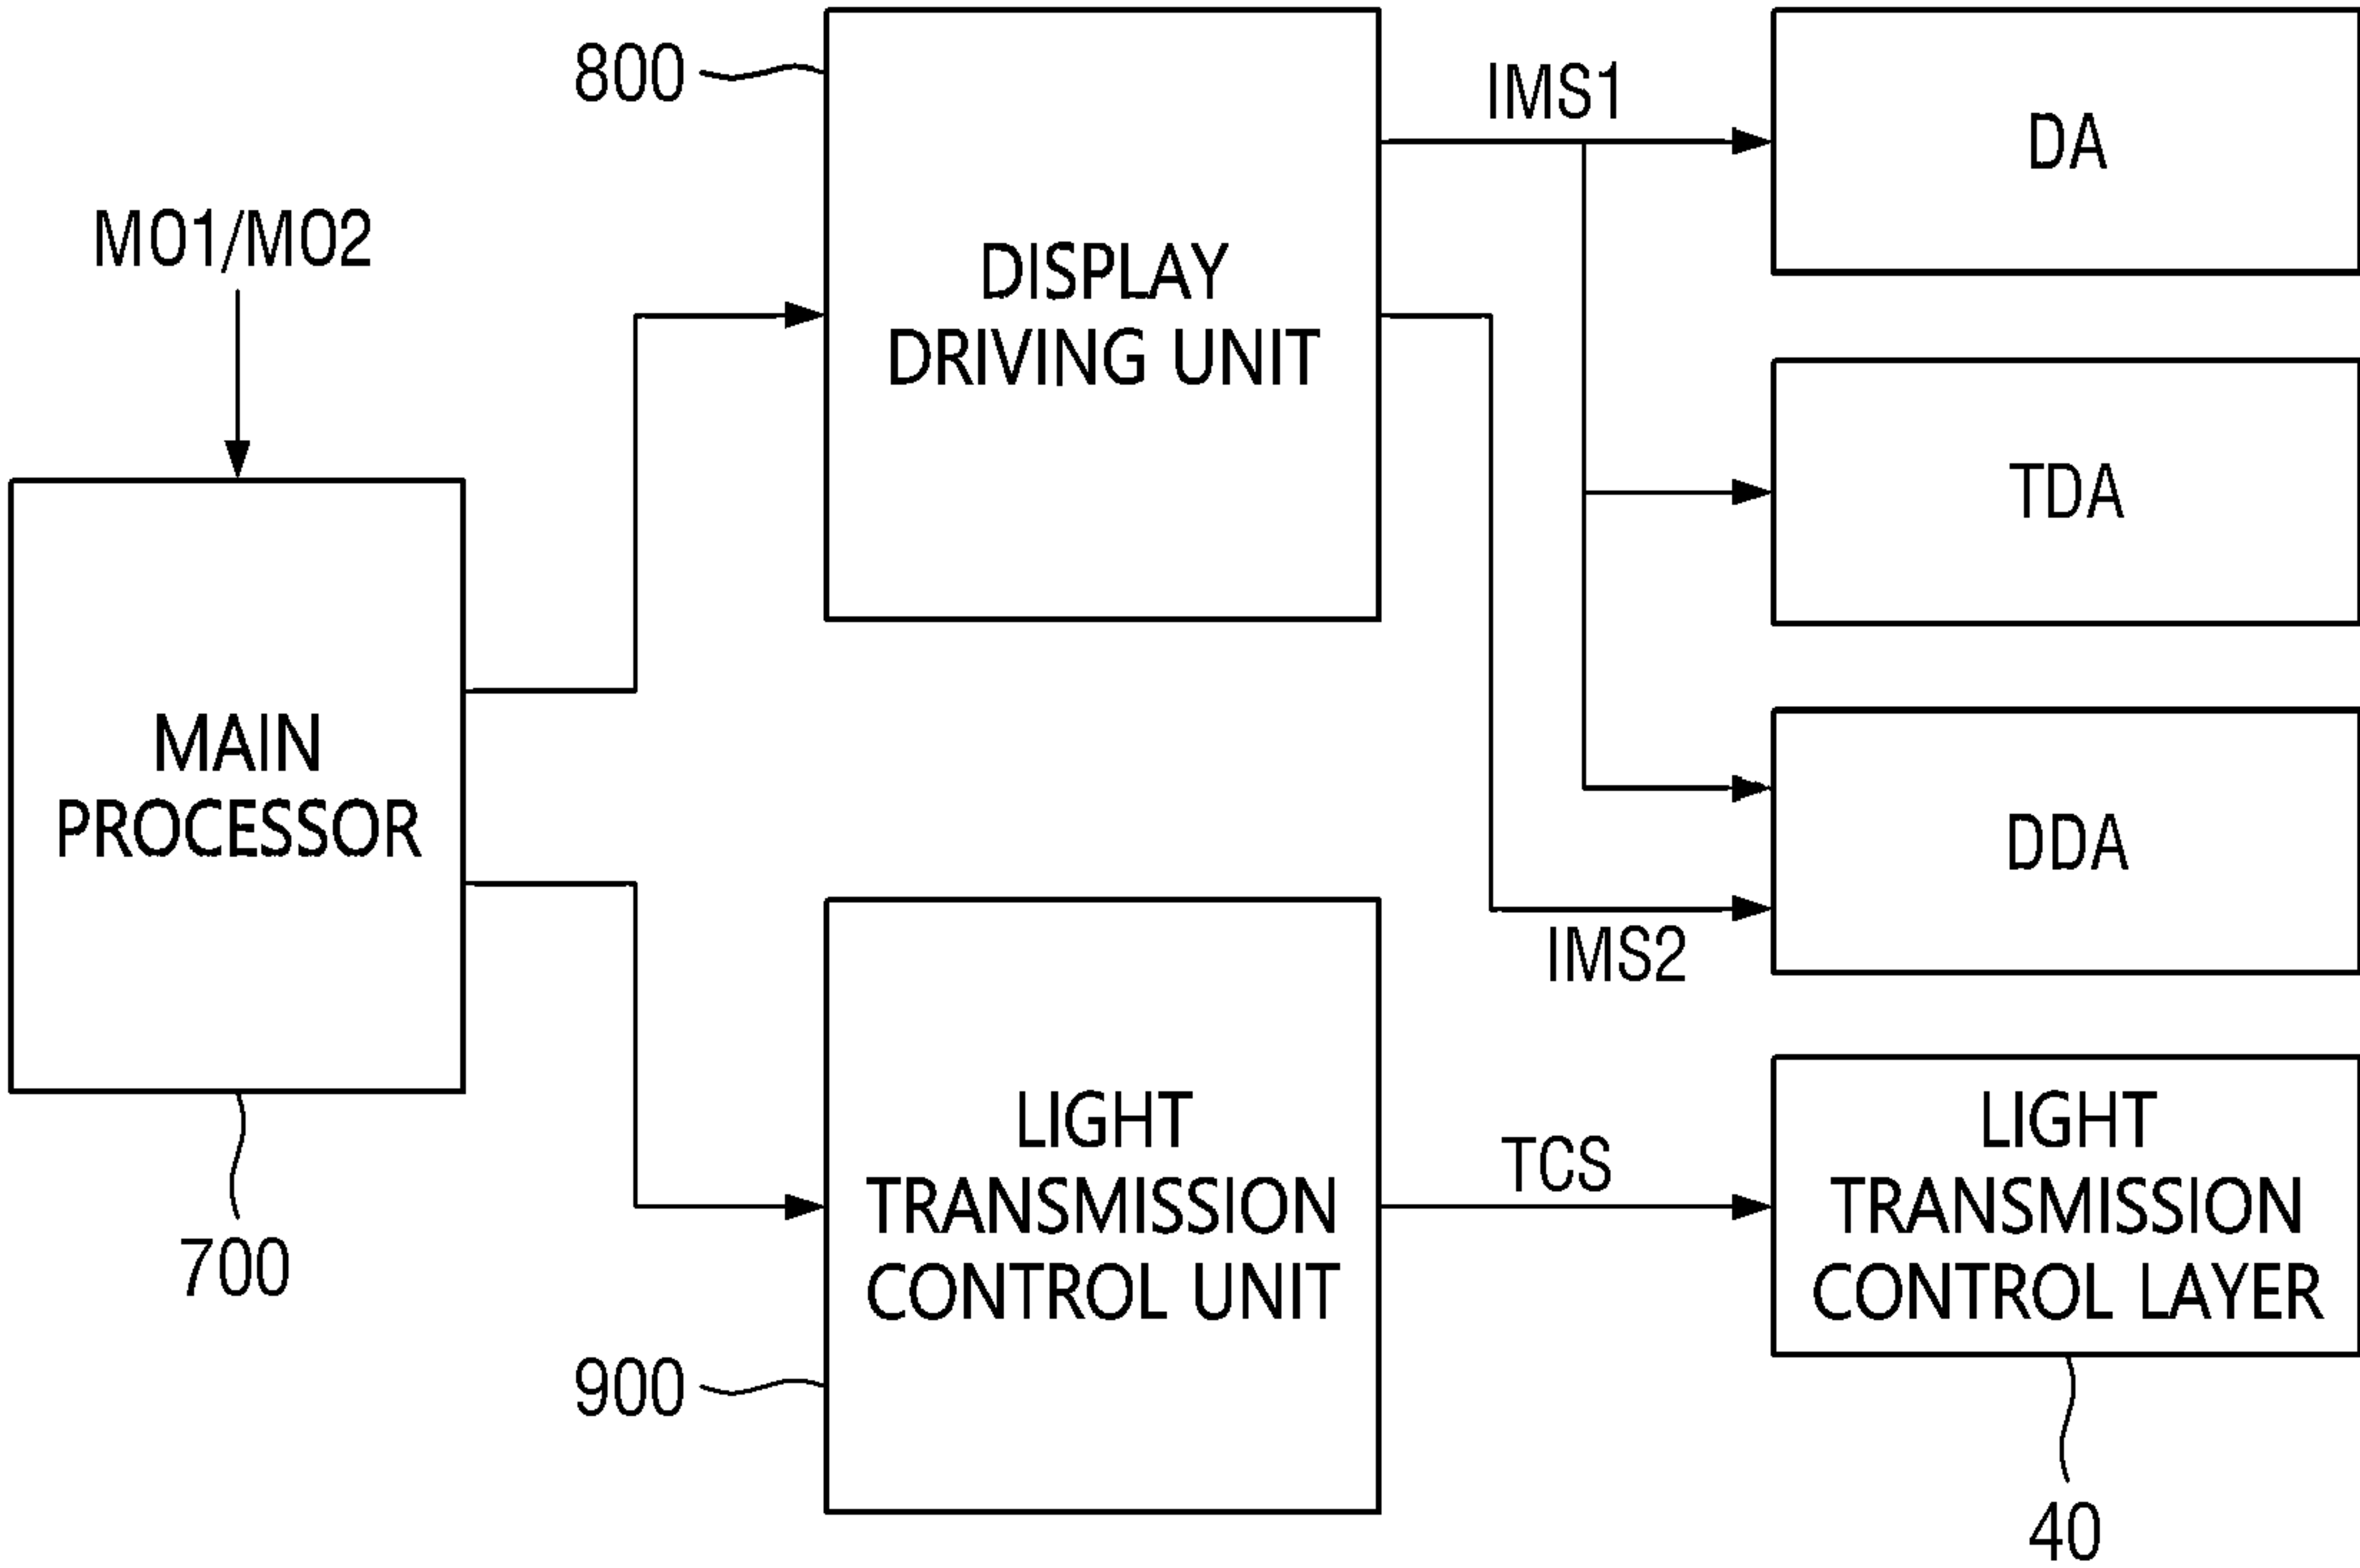 800
IMS1
DA
MO1/MO2
DISPLAY
DRIVING UNIT
TDA
MAIN
PROCESSOR
DDA
IMS2
LIGHT
TRANSMISSION
CONTROL UNIT
TCS
LIGHT
TRANSMISSION
CONTROL LAYER
700
900
40